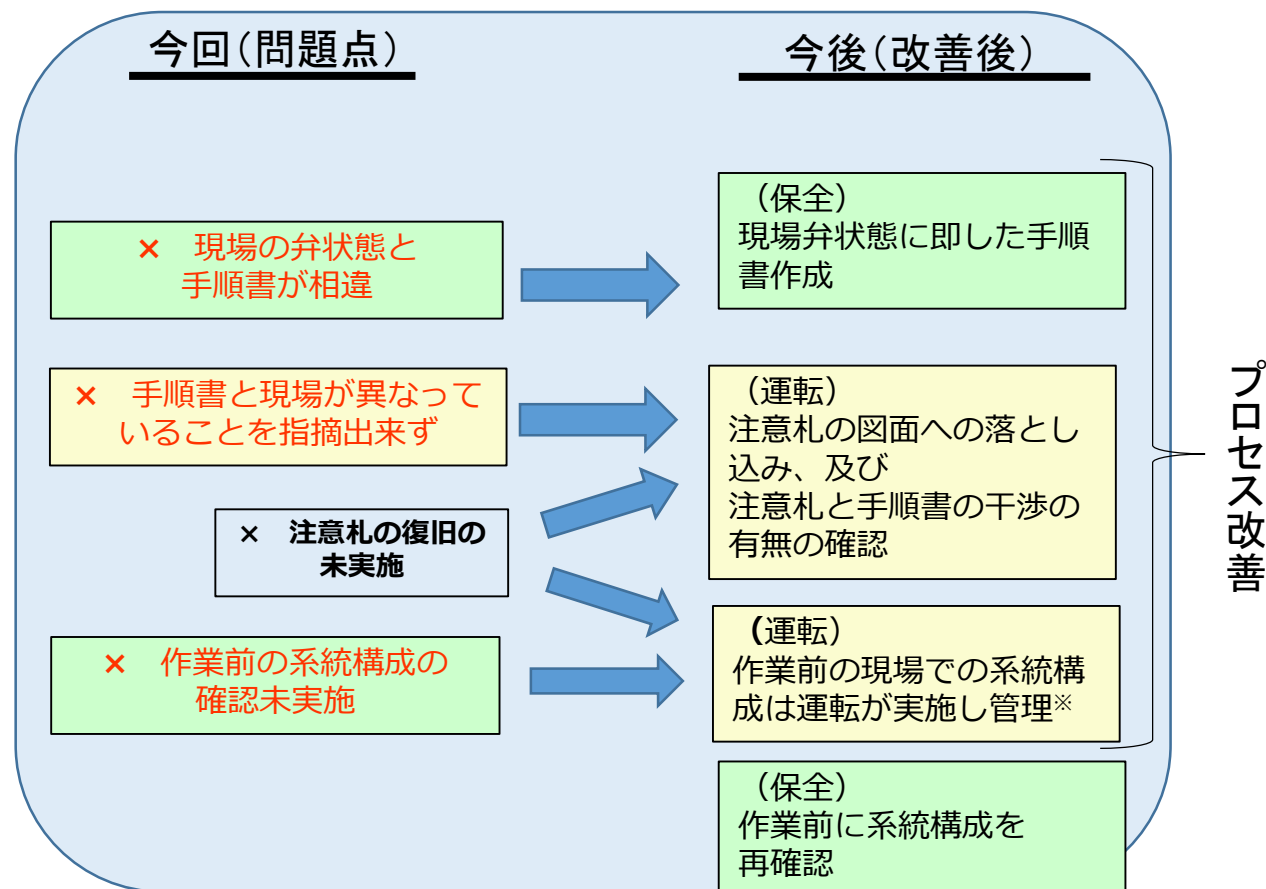 今回(問題点)
× 現場の弁状態と
手順書が相違
× 手順書と現場が異なって
いることを指摘出来ず
× 注意札の復旧の
未実施
× 作業前の系統構成の
確認未実施
今後(改善後)
(保全)
現場弁状態に即した手順
書作成
(運転)
注意札の図面への落とし
込み、及び
注意札と手順書の干渉の
有無の確認
(運転)
作業前の現場での系統構
成は運転が実施し管理※
(保全)
作業前に系統構成を
再確認
プロセス改善